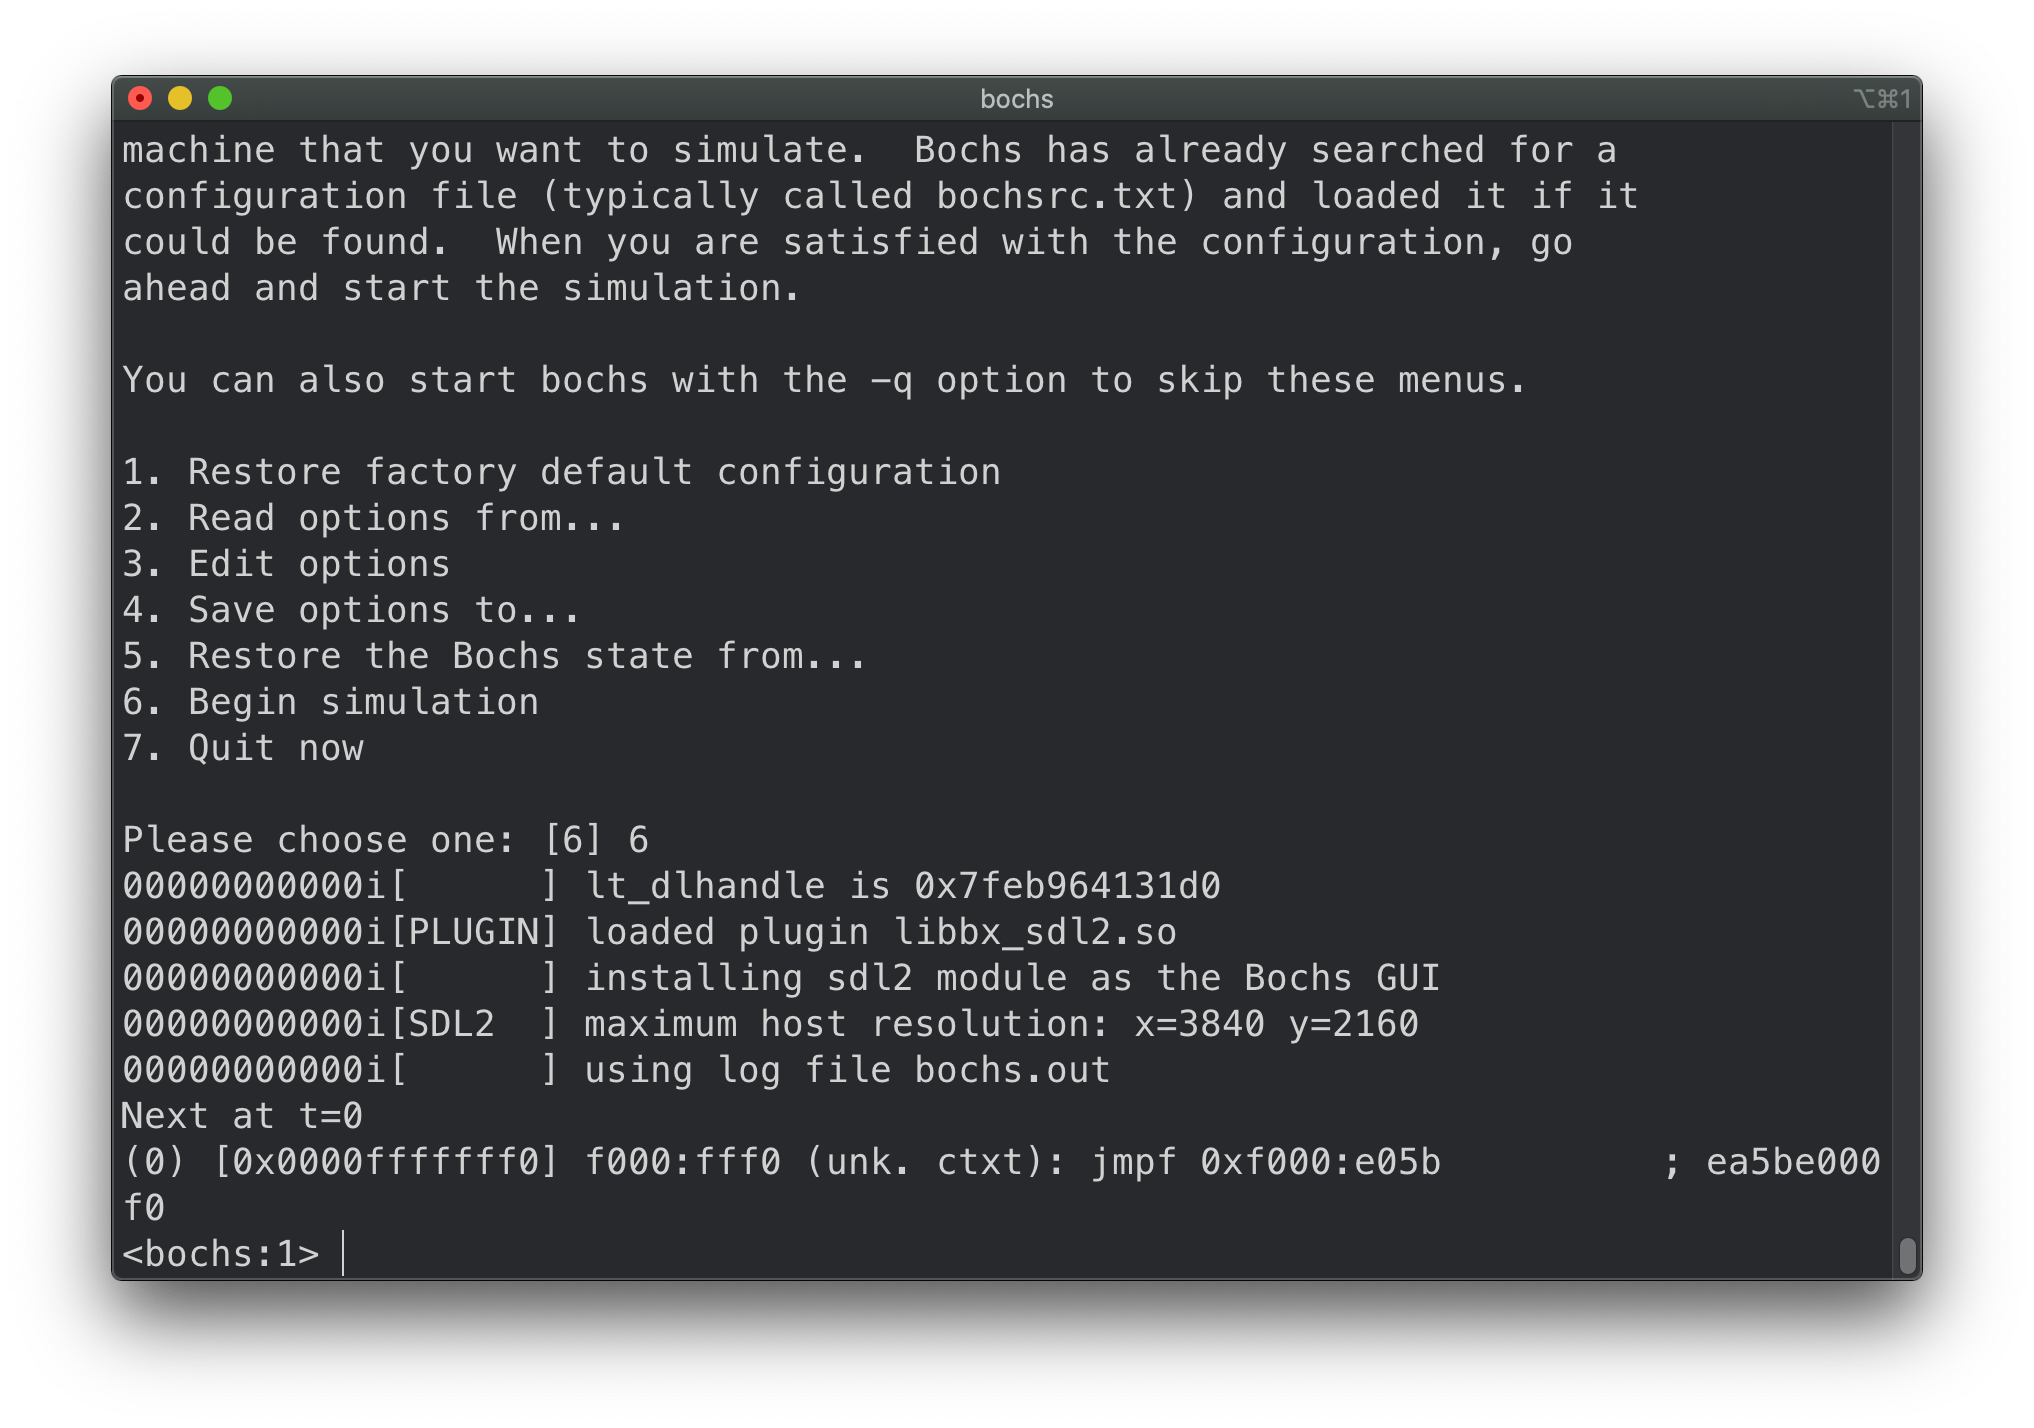 bochs
⌥⌘1
machine that you want to simulate.  Bochs has already searched for a
configuration file (typically called bochsrc.txt) and loaded it if it
could be found.  When you are satisfied with the configuration, go
ahead and start the simulation.
You can also start bochs with the -q option to skip these menus.
1. Restore factory default configuration
2. Read options from...
3. Edit options
4. Save options to...
5. Restore the Bochs state from...
6. Begin simulation
7. Quit now
Please choose one: [6] 6
00000000000i[      ] lt_dlhandle is 0x7feb964131d0
00000000000i[PLUGIN] loaded plugin libbx_sdl2.so
00000000000i[      ] installing sdl2 module as the Bochs GUI
00000000000i[SDL2  ] maximum host resolution: x=3840 y=2160
00000000000i[      ] using log file bochs.out
Next at t=0
(0) [0x0000fffffff0] f000:fff0 (unk. ctxt): jmpf 0xf000:e05b          ; ea5be000
f0
<bochs:1>